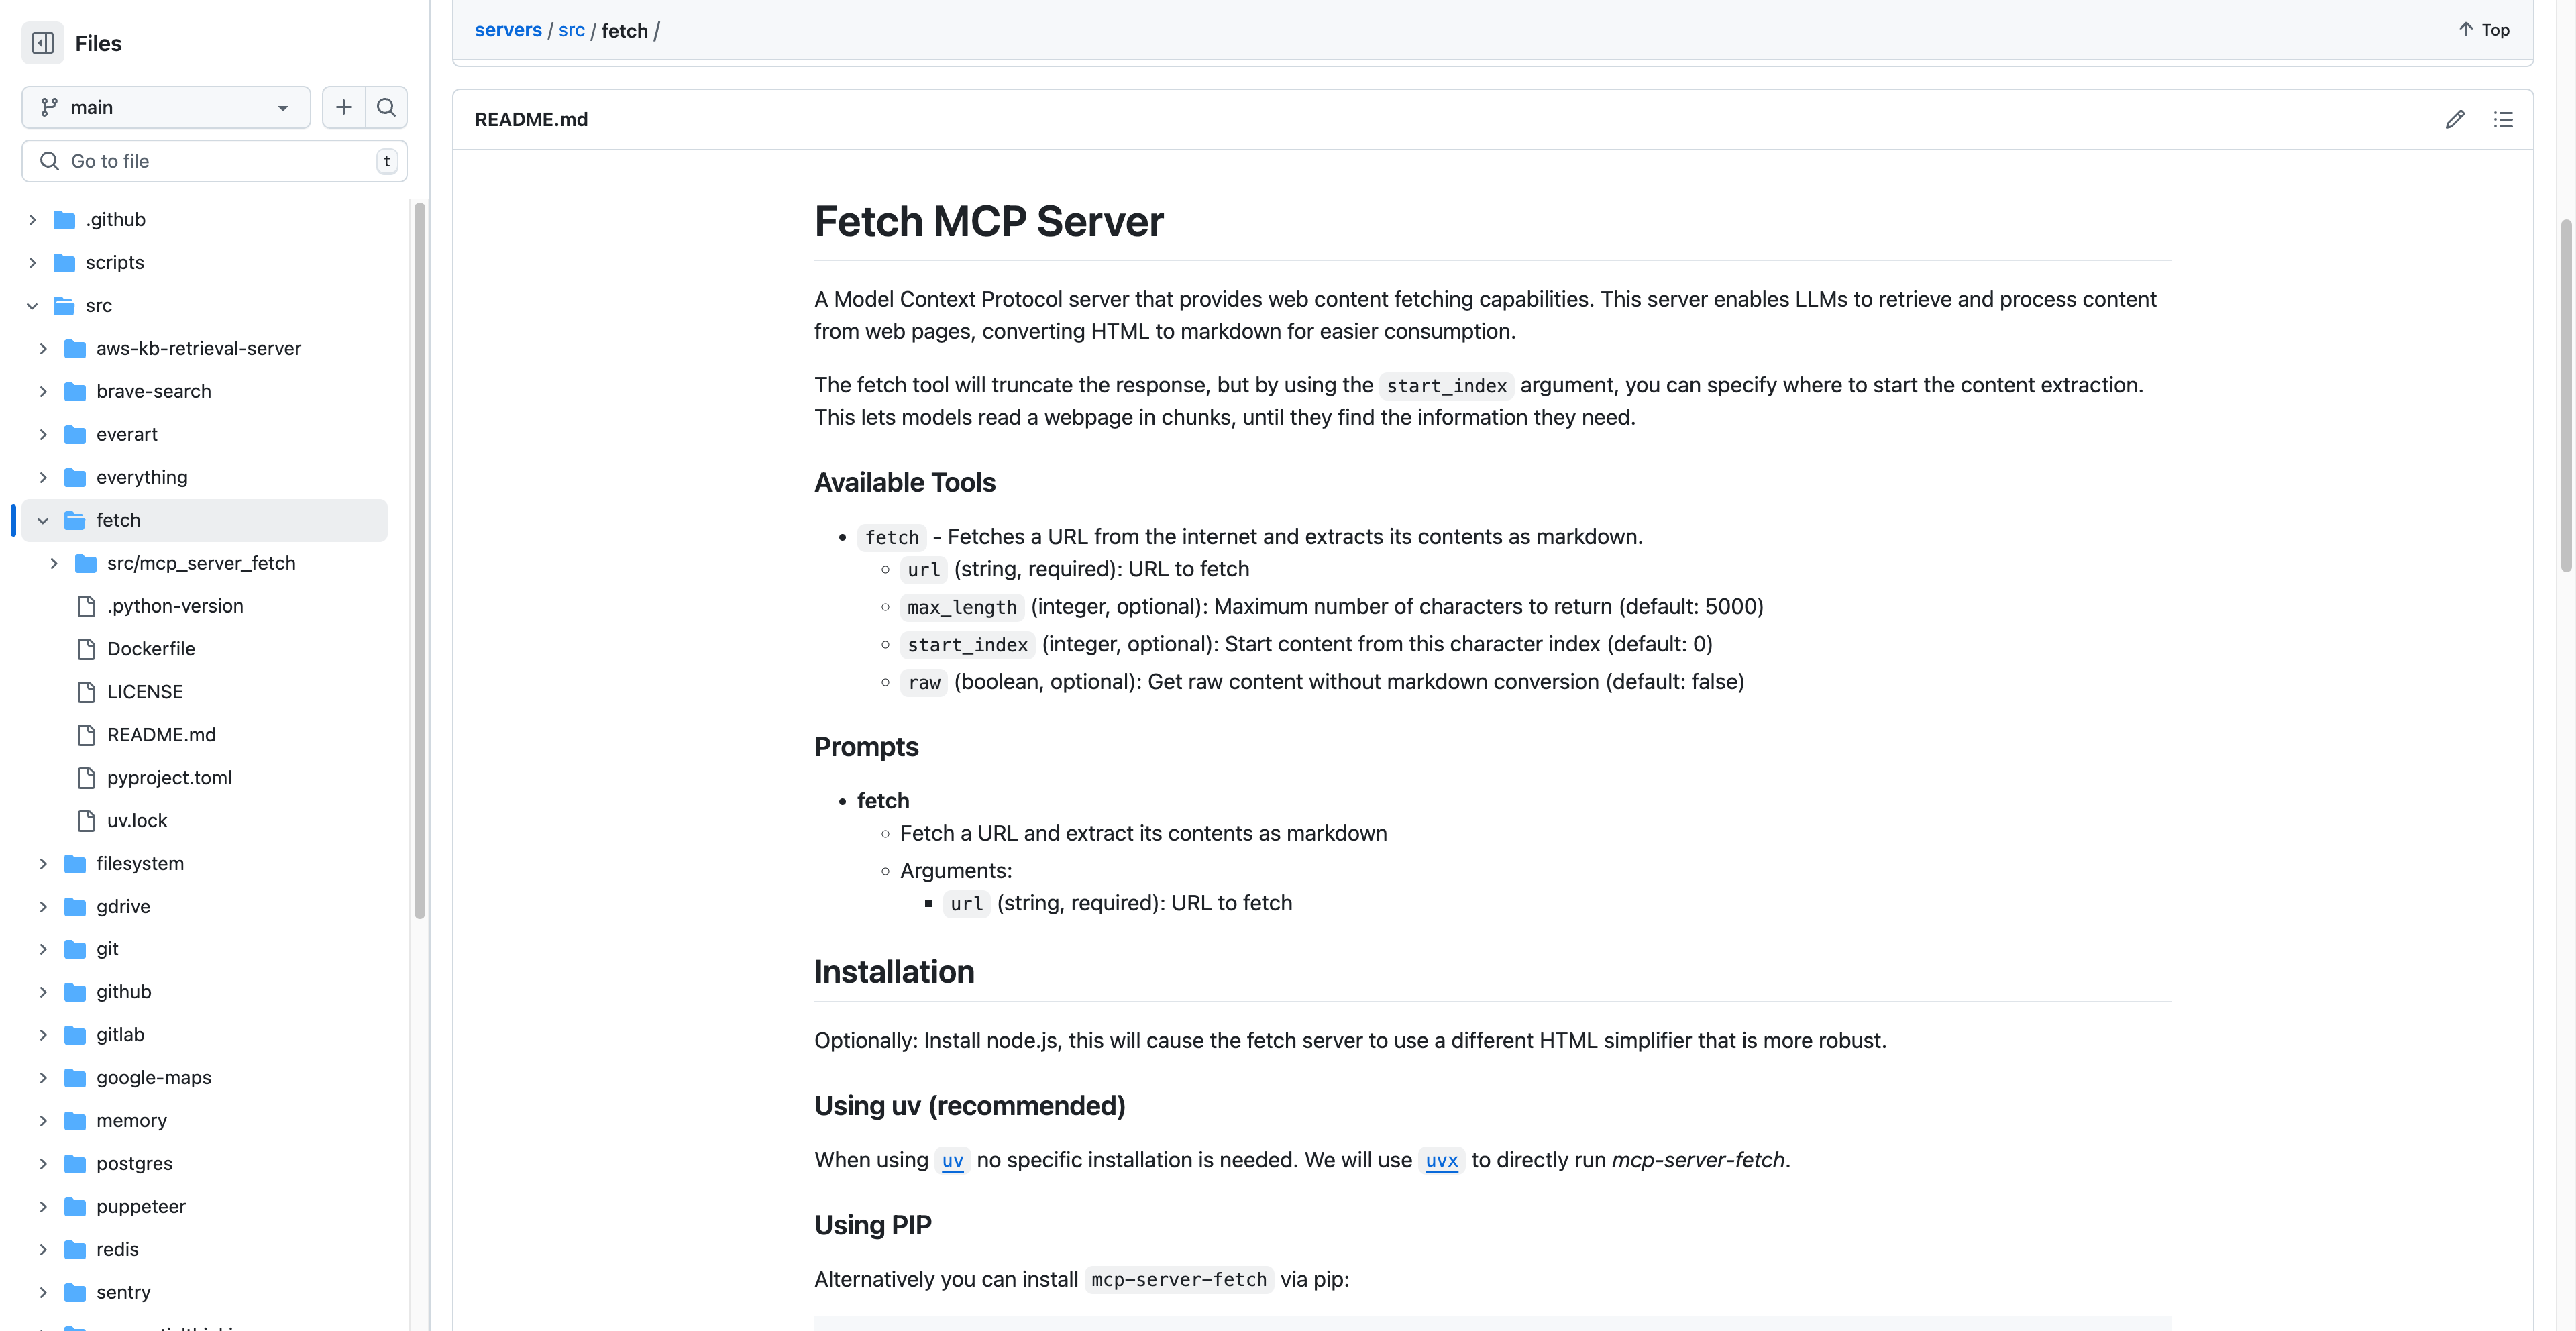 Files
main
Go to file
t
.github
scripts
src
aws-kb-retrieval-server
brave-search
everart
everything
fetch
src/mcp_server_fetch
.python-version
Dockerfile
LICENSE
README.md
pyproject.toml
uv.lock
filesystem
gdrive
git
github
gitlab
google-maps
memory
postgres
puppeteer
redis
sentry
servers / src / fetch /
Top
README.md
Fetch MCP Server
A Model Context Protocol server that provides web content fetching capabilities. This server enables LLMs to retrieve and process content
from web pages, converting HTML to markdown for easier consumption.
The fetch tool will truncate the response, but by using the start_index argument, you can specify where to start the content extraction.
This lets models read a webpage in chunks, until they find the information they need.
Available Tools
• fetch - Fetches a URL from the internet and extracts its contents as markdown.
◦ url (string, required): URL to fetch
◦ max_length (integer, optional): Maximum number of characters to return (default: 5000)
◦ start_index (integer, optional): Start content from this character index (default: 0)
◦ raw (boolean, optional): Get raw content without markdown conversion (default: false)
Prompts
• fetch
◦ Fetch a URL and extract its contents as markdown
◦ Arguments:
▪ url (string, required): URL to fetch
Installation
Optionally: Install node.js, this will cause the fetch server to use a different HTML simplifier that is more robust.
Using uv (recommended)
When using uv no specific installation is needed. We will use uvx to directly run mcp-server-fetch.
Using PIP
Alternatively you can install mcp-server-fetch via pip: